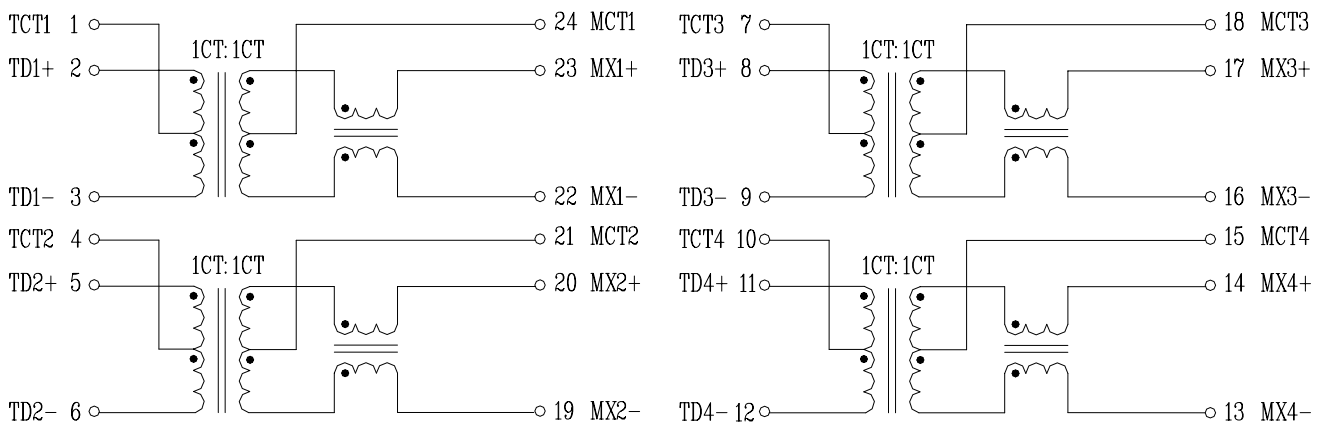 TCT1 1 24 MCT1
1CT:1CT
TD1+ 2 23 MX1+
TD1- 3 22 MX1-
TCT2 4 21 MCT2
1CT:1CT
TD2+ 5 20 MX2+
TD2- 6 19 MX2-
TCT3 7 18 MCT3
1CT:1CT
TD3+ 8 17 MX3+
TD3- 9 16 MX3-
TCT4 10 15 MCT4
1CT:1CT
TD4+ 11 14 MX4+
TD4- 12 13 MX4-